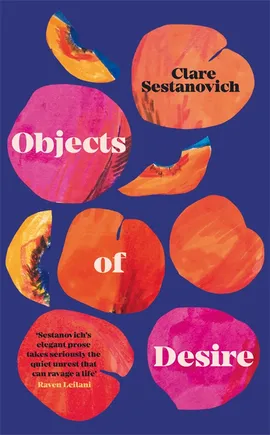 Clare
Sestanovich
Objects
of
Desire
‘Sestanovich’s
elegant prose
takes seriously the
quiet unrest that
can ravage a life’
Raven Leilani